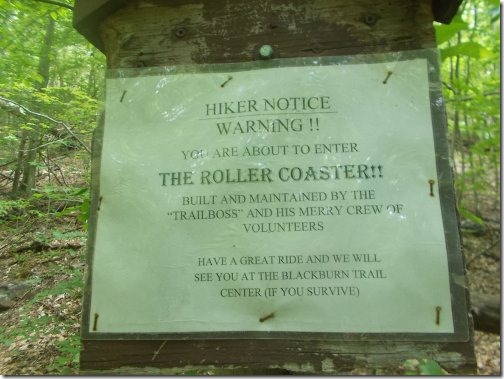 HIKER NOTICE
WARNING !!
YOU ARE ABOUT TO ENTER
THE ROLLER COASTER!!
BUILT AND MAINTAINED BY THE
“TRAILBOSS” AND HIS MERRY CREW OF
VOLUNTEERS
HAVE A GREAT RIDE AND WE WILL
SEE YOU AT THE BLACKBURN TRAIL
CENTER (IF YOU SURVIVE)